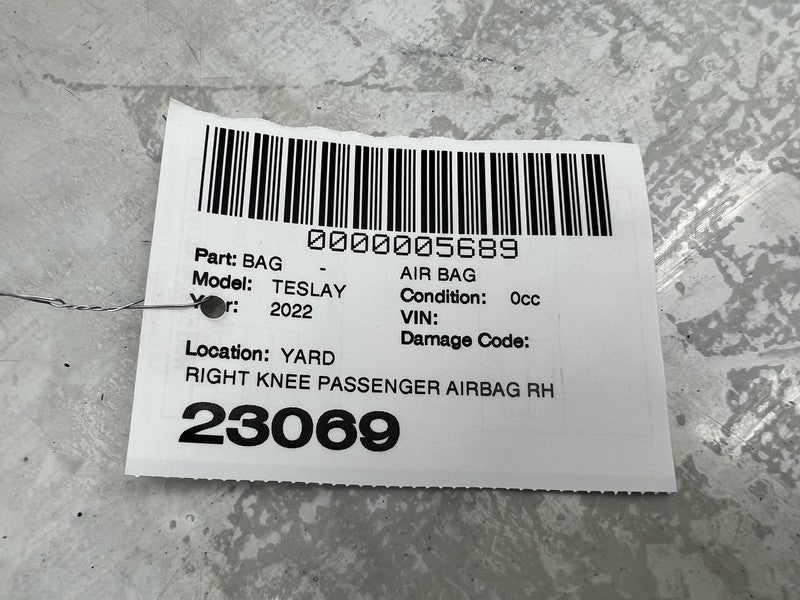 0000005689
Part: BAG - AIR BAG
Model: TESLAY Condition: 0cc
2022 VIN:
Damage Code:
Location: YARD
RIGHT KNEE PASSENGER AIRBAG RH
23069